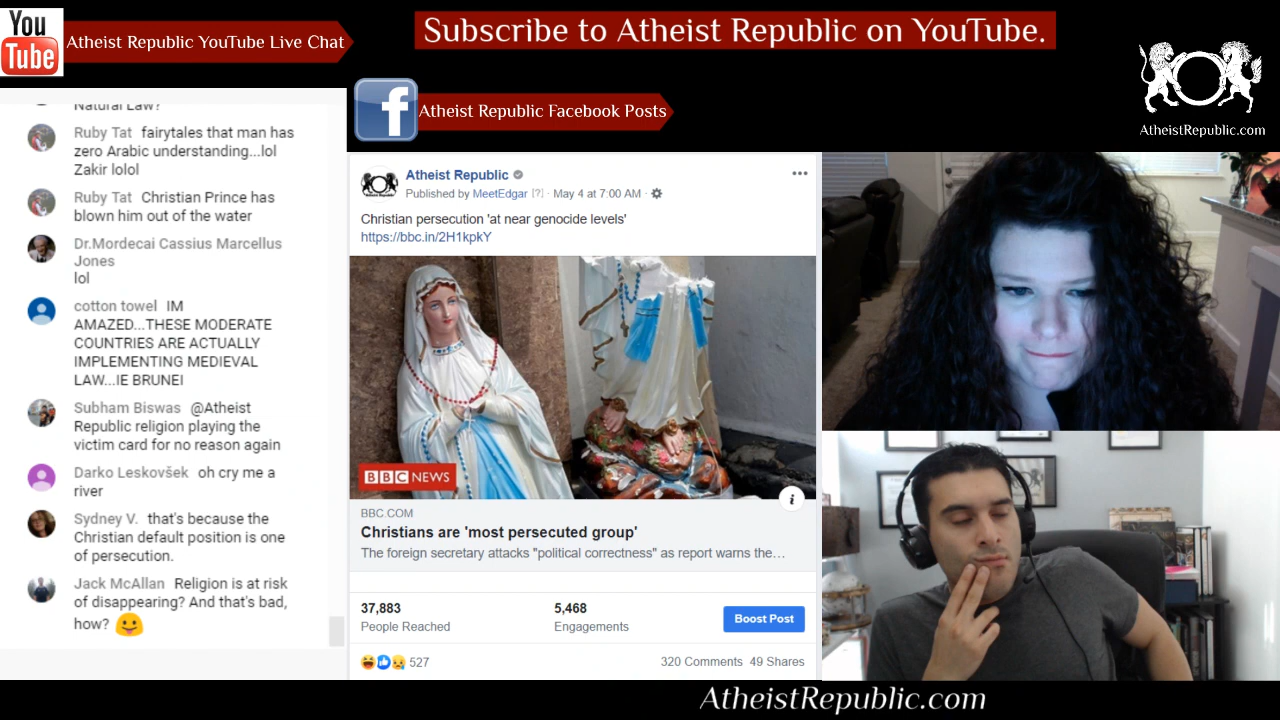 You
Tube
Atheist Republic YouTube Live Chat
Subscribe to Atheist Republic on YouTube.
AtheistRepublic.com
f
Atheist Republic Facebook Posts
Natural Law?
Ruby Tat fairytales that man has
zero Arabic understanding...lol
Zakir lolol
Ruby Tat Christian Prince has
blown him out of the water
Dr.Mordecai Cassius Marcellus
Jones
lol
cotton towel IM
AMAZED...THESE MODERATE
COUNTRIES ARE ACTUALLY
IMPLEMENTING MEDIEVAL
LAW...IE BRUNEI
Subham Biswas @Atheist
Republic religion playing the
victim card for no reason again
Darko Leskovšek oh cry me a
river
Sydney V. that's because the
Christian default position is one
of persecution.
Jack McAllan Religion is at risk
of disappearing? And that's bad,
how?
Atheist Republic
Published by MeetEdgar [?] · May 4 at 7:00 AM ·
Christian persecution 'at near genocide levels'
https://bbc.in/2H1kpkY
BBC NEWS
i
BBC.COM
Christians are 'most persecuted group'
The foreign secretary attacks "political correctness" as report warns the...
37,883
People Reached
5,468
Engagements
Boost Post
527
320 Comments 49 Shares
AtheistRepublic.com